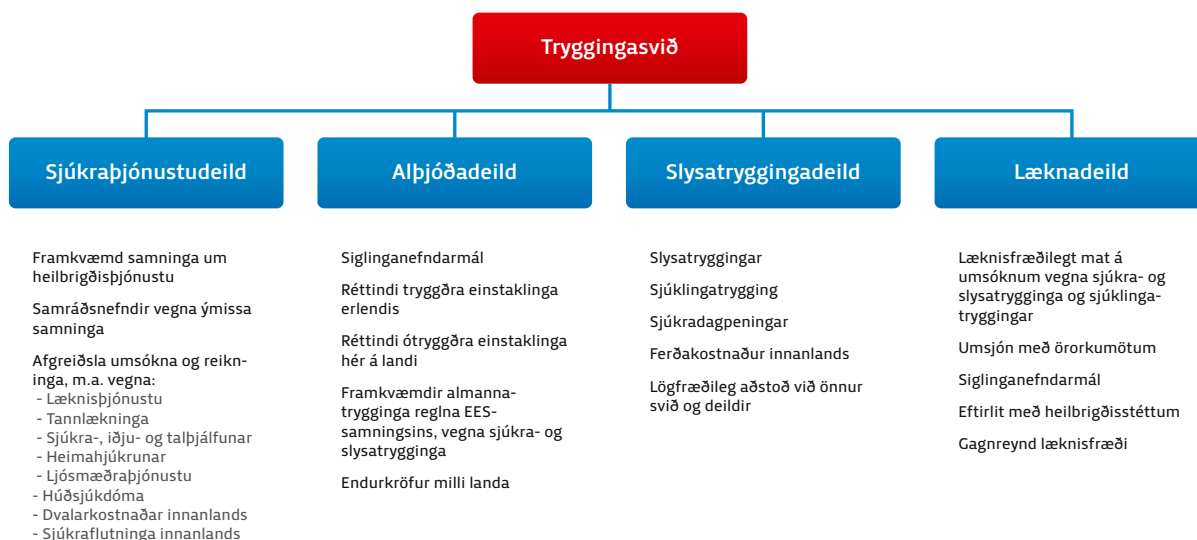 Tryggingasvið
Sjúkraþjónustudeild
Framkvæmd samninga um
heilbrigðisþjónustu
Samráðsnefndir vegna ýmissa
samninga
Afgreiðsla umsókna og reikn-
inga, m.a. vegna:
- Læknisþjónustu
- Tannlækninga
- Sjúkra-, iðju- og talþjálfunar
- Heimahjúkrunar
- Ljósmæðraþjónustu
- Húðsjúkdóma
- Dvalarkostnaðar innanlands
- Sjúkraflutninga innanlands
Alþjóðadeild
Siglinganefndarmál
Réttindi tryggðra einstaklinga
erlendis
Réttindi ótryggðra einstaklinga
hér á landi
Framkvæmdir almanna-
trygginga reglna EES-
samningsins, vegna sjúkra- og
slysatrygginga
Endurkröfur milli landa
Slysatryggingadeild
Slysatryggingar
Sjúklingatrygging
Sjúkradagpeningar
Ferðakostnaður innanlands
Lögfræðileg aðstoð við önnur
svið og deildir
Læknadeild
Læknisfræðilegt mat á
umsóknum vegna sjúkra- og
slysatrygginga og sjúklinga-
tryggingar
Umsjón með örorkumötum
Siglinganefndarmál
Eftirlit með heilbrigðisstéttum
Gagnreynd læknisfræði